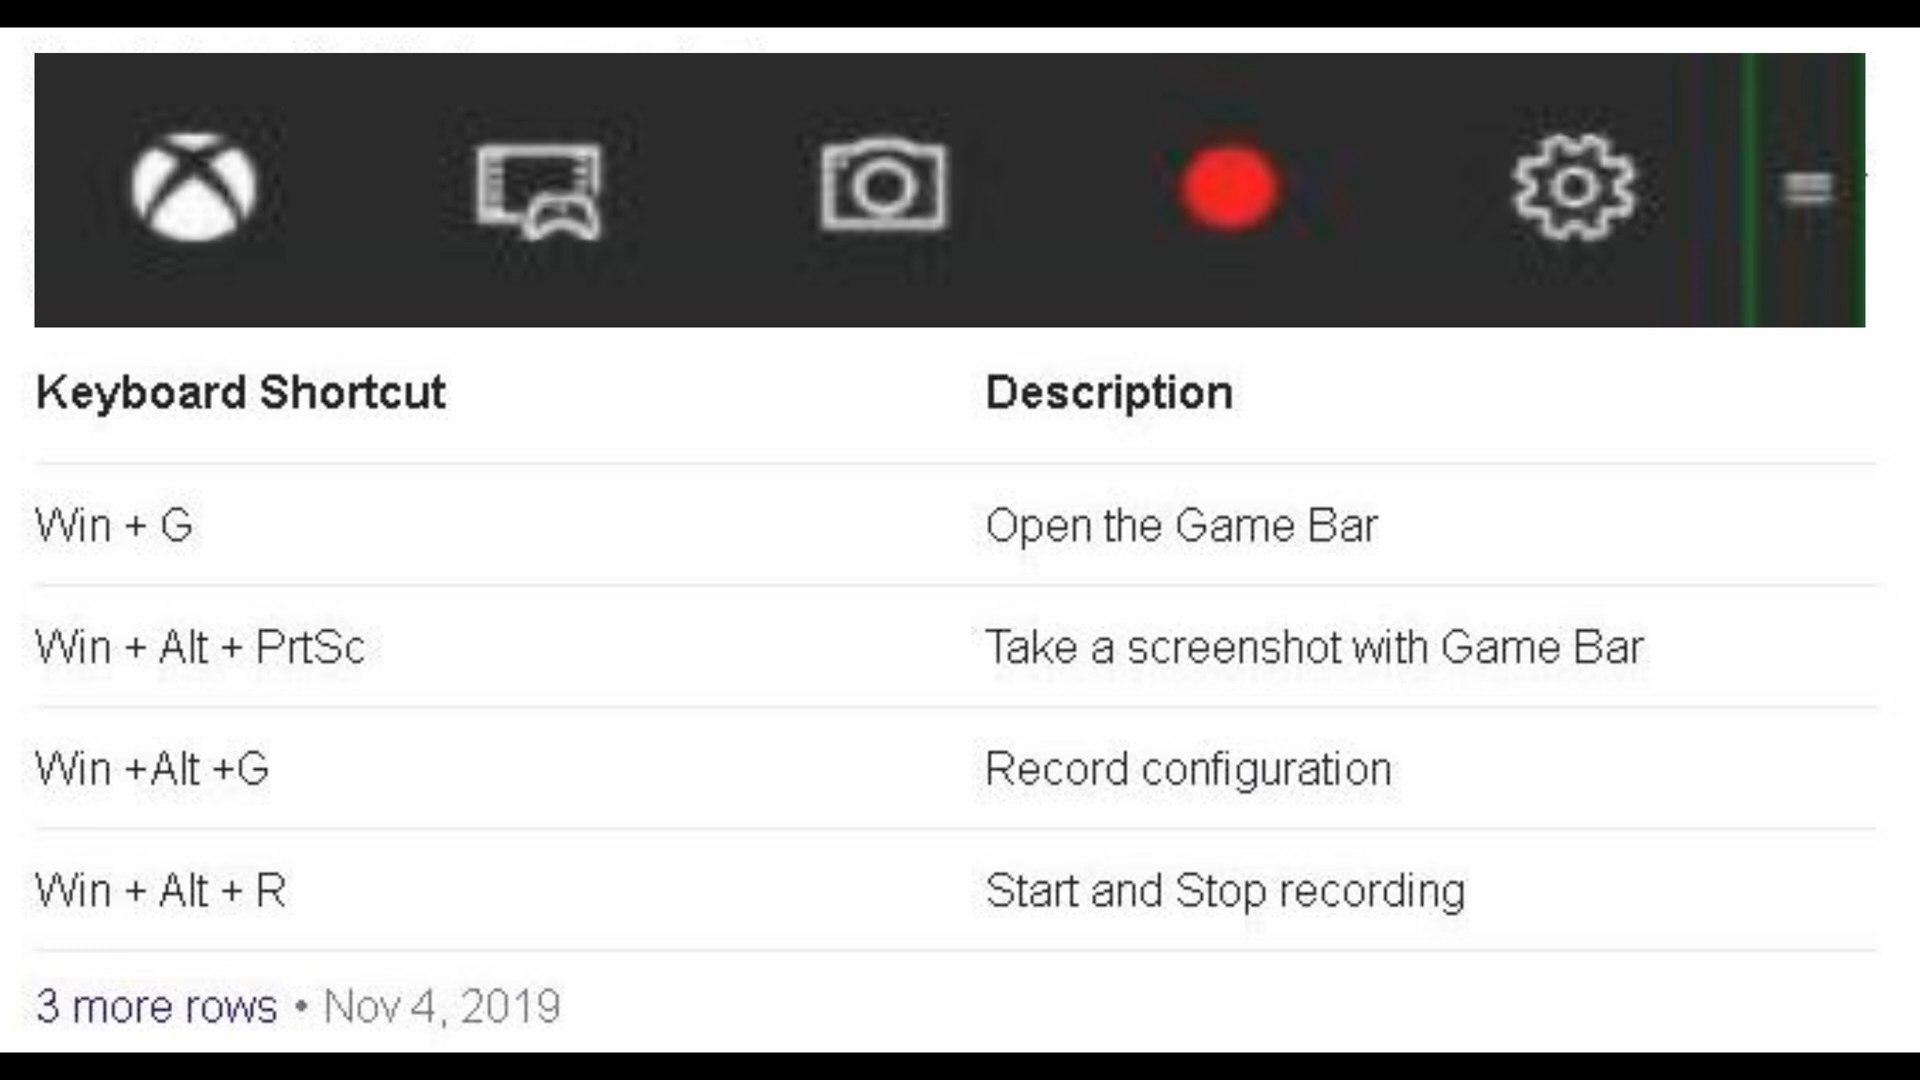 Keyboard Shortcut Description
Win + G Open the Game Bar
Win + Alt + PrtSc Take a screenshot with Game Bar
Win +Alt +G Record configuration
Win + Alt + R Start and Stop recording
3 more rows • Nov 4, 2019